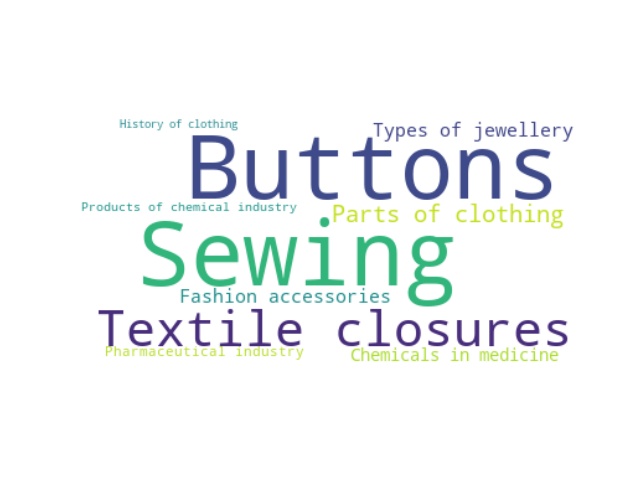 History of clothing
Types of jewellery
Buttons
Products of chemical industry
Parts of clothing
Sewing
Fashion accessories
Textile closures
Pharmaceutical industry
Chemicals in medicine